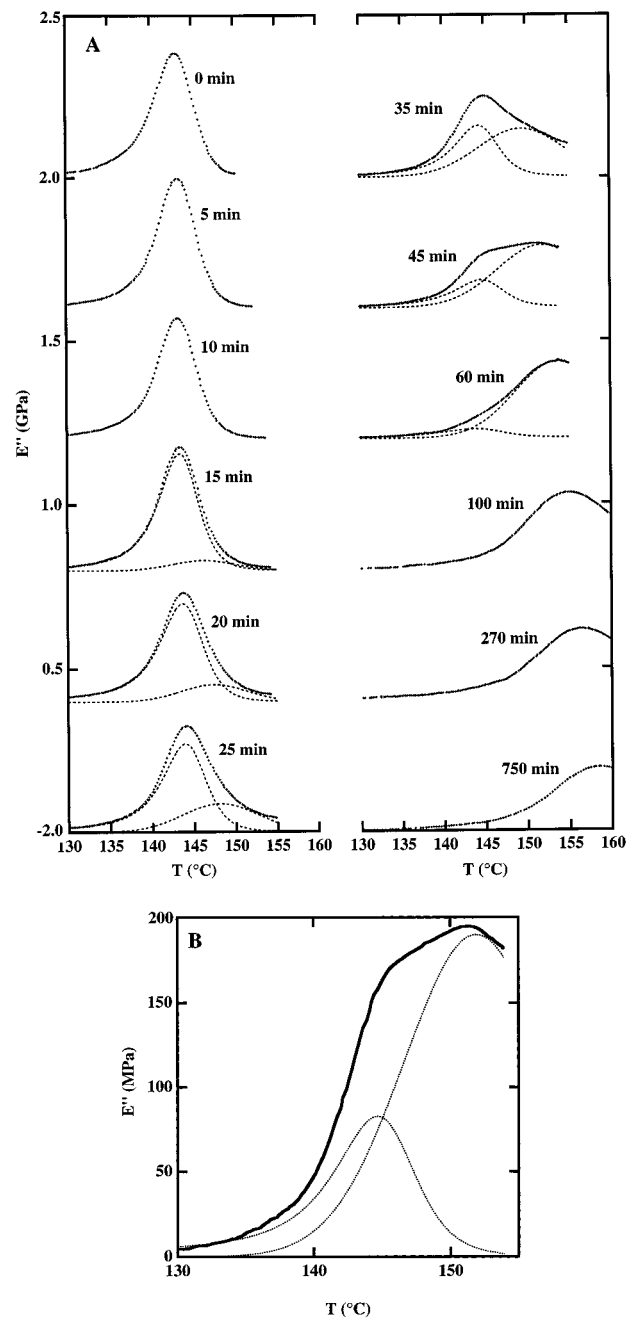 A
2.5
2.0
1.5
1.0
0.5
-2.0
E'' (GPa)
0 min
5 min
10 min
15 min
20 min
25 min
130 135 140 145 150 155 160
T (°C)
35 min
45 min
60 min
100 min
270 min
750 min
130 135 140 145 150 155 160
T (°C)
B
200
150
100
50
0
E'' (MPa)
130 140 150
T (°C)